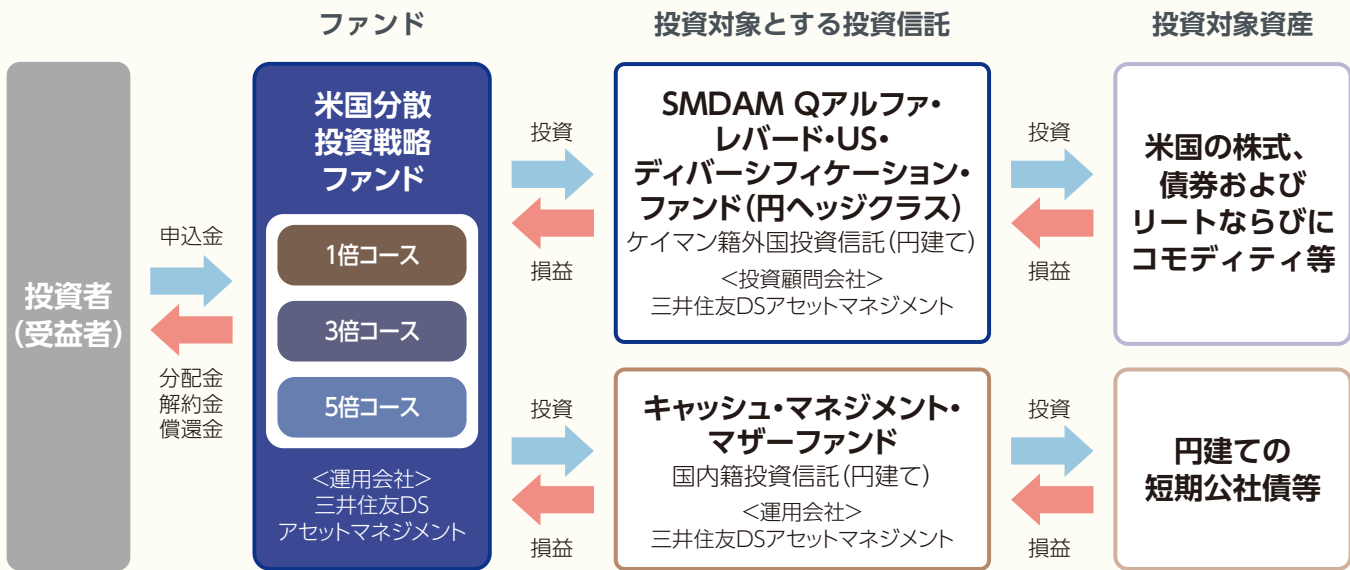 ファンド
投資対象とする投資信託
投資対象資産
投資者
(受益者)
申込金
分配金
解約金
償還金
米国分散
投資戦略
ファンド
1倍コース
3倍コース
5倍コース
<運用会社>
三井住友DS
アセットマネジメント
投資
損益
SMDAM Qアルファ・
レバード・US・
ディバーシフィケーション・
ファンド(円ヘッジクラス)
ケイマン籍外国投資信託(円建て)
<投資顧問会社>
三井住友DSアセットマネジメント
投資
損益
米国の株式、
債券および
リートならびに
コモディティ等
投資
損益
キャッシュ・マネジメント・
マザーファンド
国内籍投資信託(円建て)
<運用会社>
三井住友DSアセットマネジメント
投資
損益
円建ての
短期公社債等